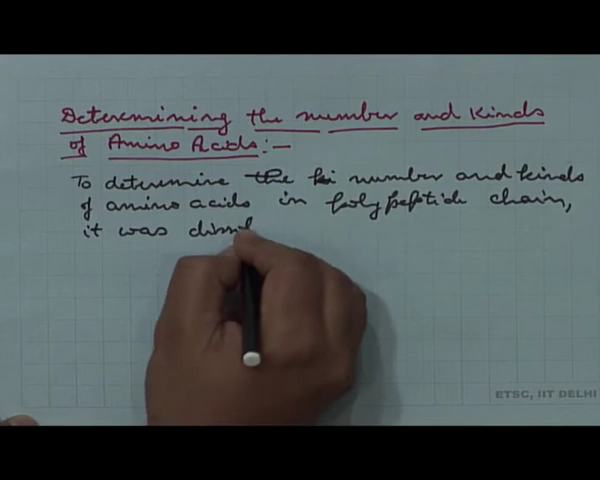 Determining the number and kinds
of Amino Acids:-
To determine the ki number and kinds
of amino acids in polypeptide chain,
it was
ETSC, IIT DELHI